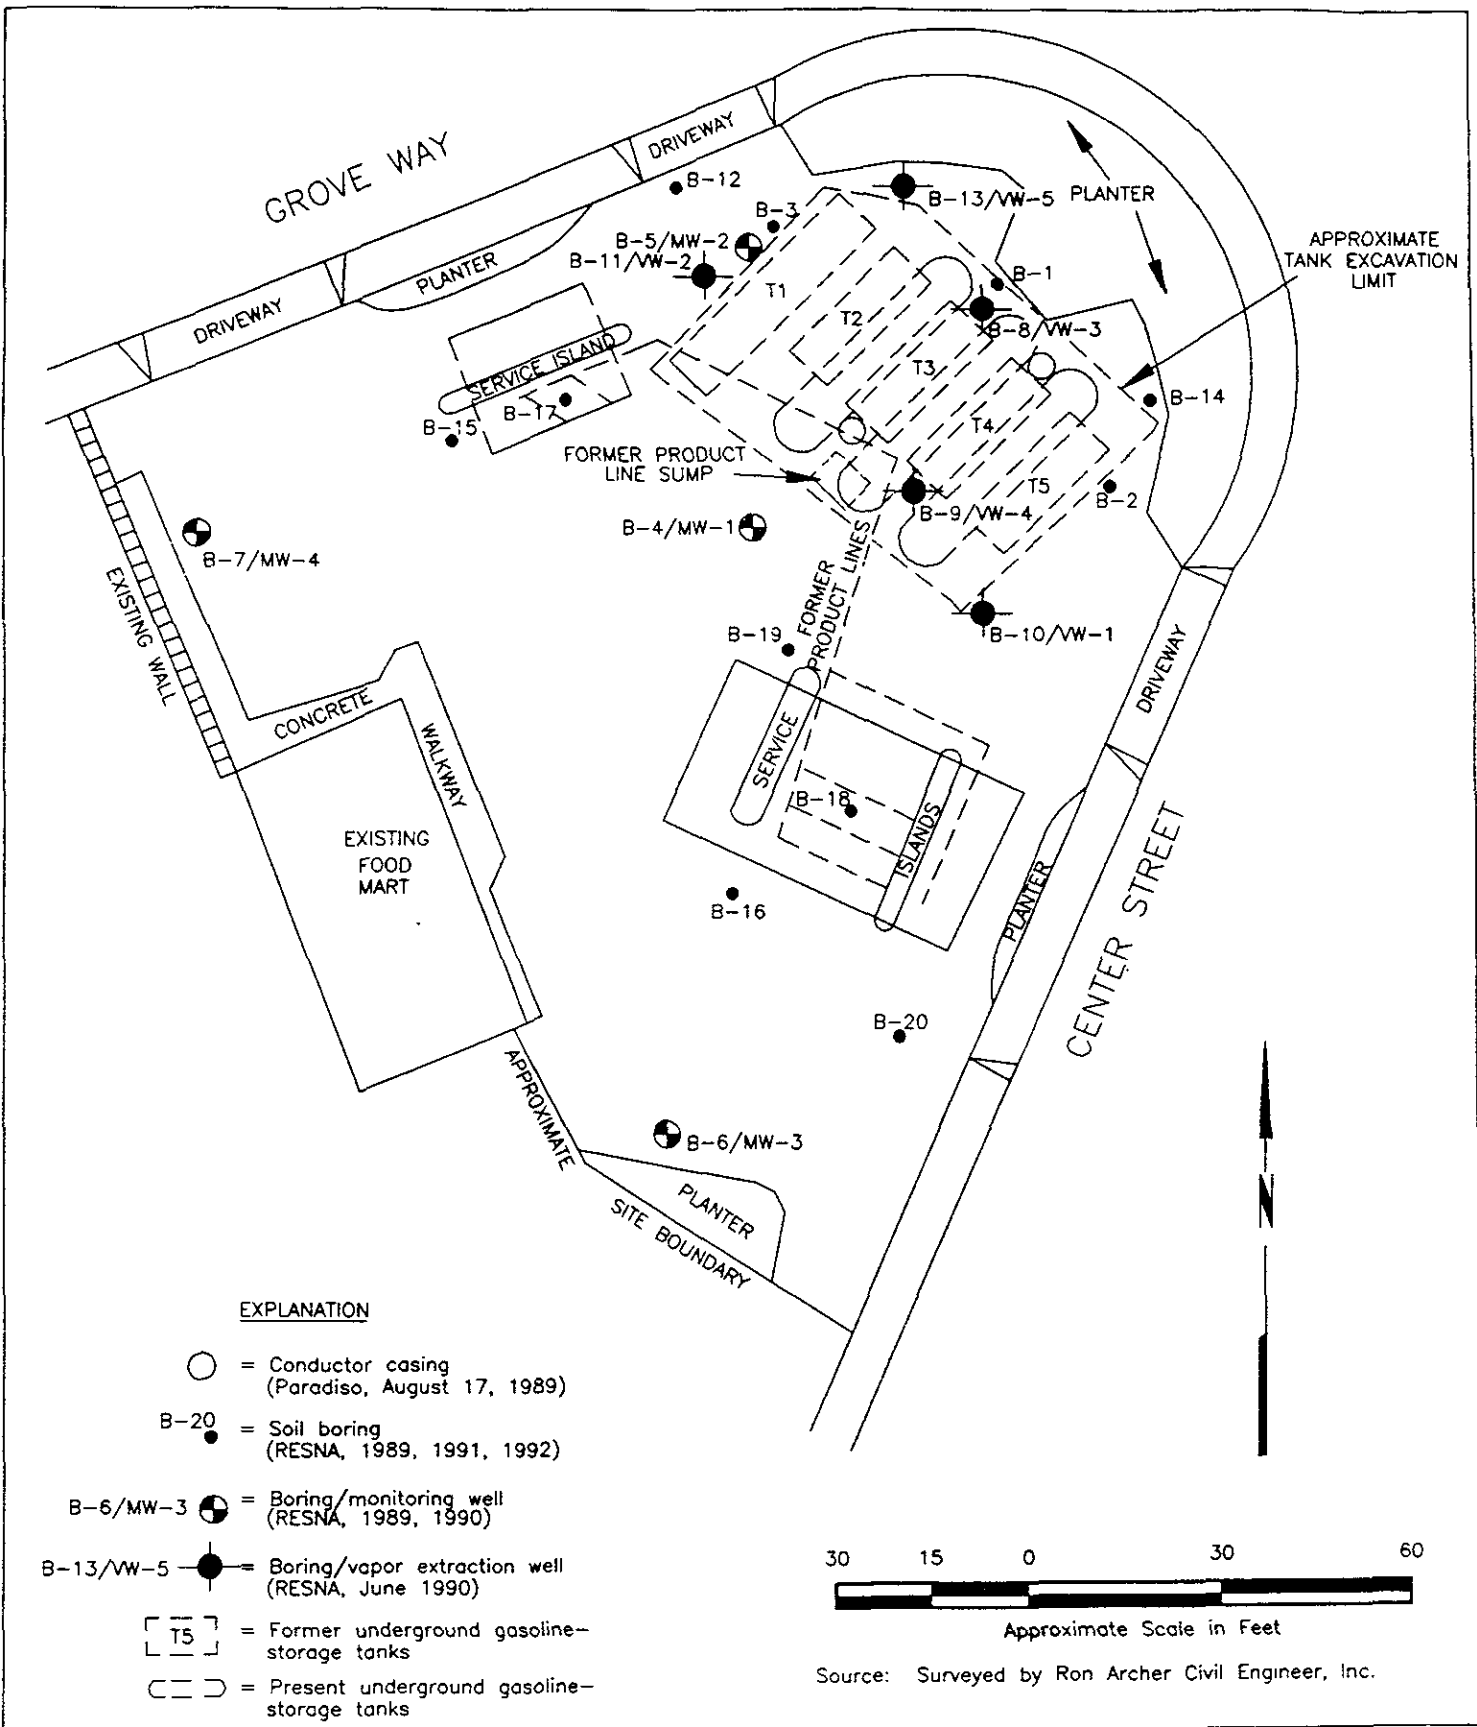 GROVE WAY
DRIVEWAY
B-12
B-3
B-13/VW-5
PLANTER
B-5/MW-2
B-11/VW-2
APPROXIMATE
TANK EXCAVATION
LIMIT
PLANTER
DRIVEWAY
T1
B-1
T2
B-8/VW-3
SERVICE ISLAND
T3
B-17
B-14
B-15
T4
FORMER PRODUCT
LINE SUMP
T5
B-2
B-9/VW-4
B-4/MW-1
B-7/MW-4
EXISTING WALL
FORMER
PRODUCT LINES
B-10/VW-1
B-19
DRIVEWAY
CONCRETE
WALKWAY
SERVICE
B-18
ISLANDS
EXISTING
FOOD
MART
PLANTER
CENTER STREET
B-16
B-20
APPROXIMATE
B-6/MW-3
PLANTER
SITE BOUNDARY
N
EXPLANATION
= Conductor casing
(Paradiso, August 17, 1989)
B-20
= Soil boring
(RESNA, 1989, 1991, 1992)
B-6/MW-3 = Boring/monitoring well
(RESNA, 1989, 1990)
B-13/VW-5 = Boring/vapor extraction well
(RESNA, June 1990)
T5 = Former underground gasoline-
storage tanks
= Present underground gasoline-
storage tanks
30 15 0 30 60
Approximate Scale in Feet
Source: Surveyed by Ron Archer Civil Engineer, Inc.